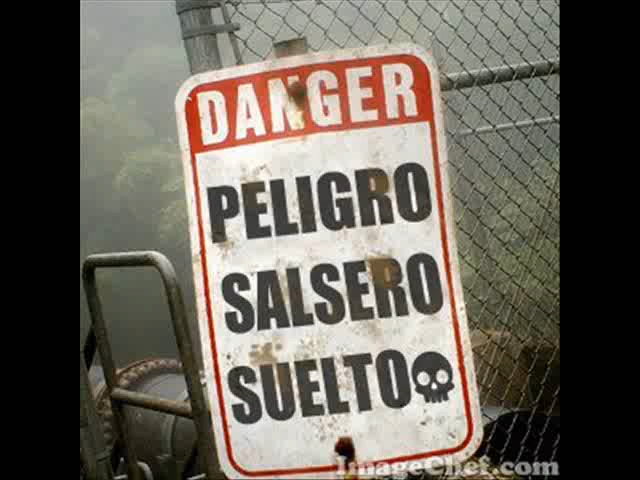 DANGER
PELIGRO
SALSERO
SUELTO
ImageChef.com